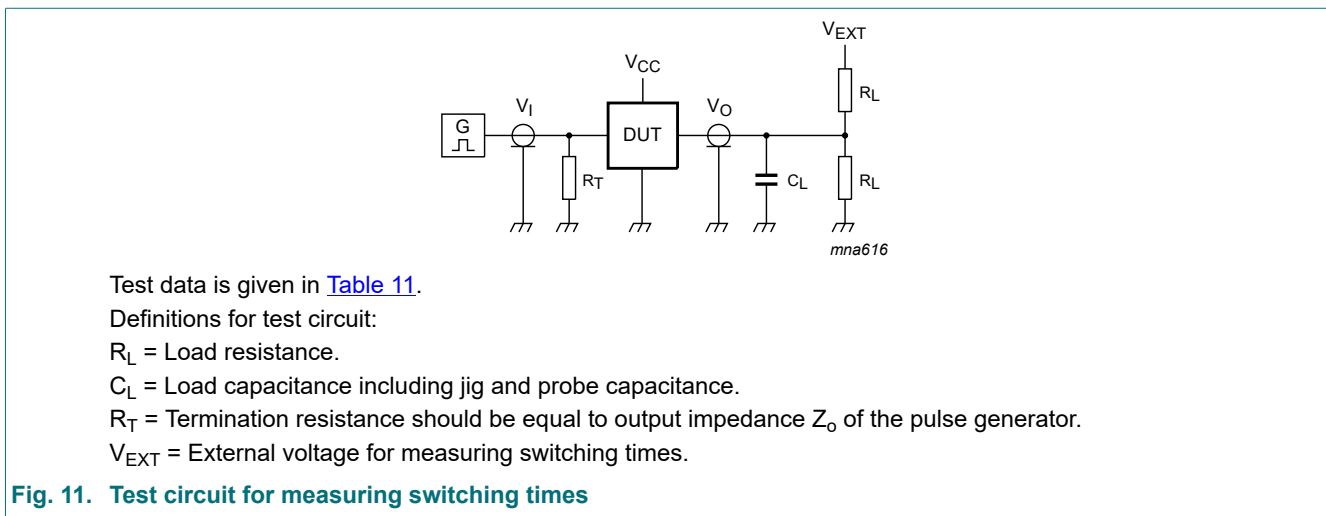 VEXT
RL
VCC
VI
VO
G
DUT
RT
CL
RL
mna616
Test data is given in Table 11.
Definitions for test circuit:
RL = Load resistance.
CL = Load capacitance including jig and probe capacitance.
RT = Termination resistance should be equal to output impedance Zo of the pulse generator.
VEXT = External voltage for measuring switching times.
Fig. 11. Test circuit for measuring switching times